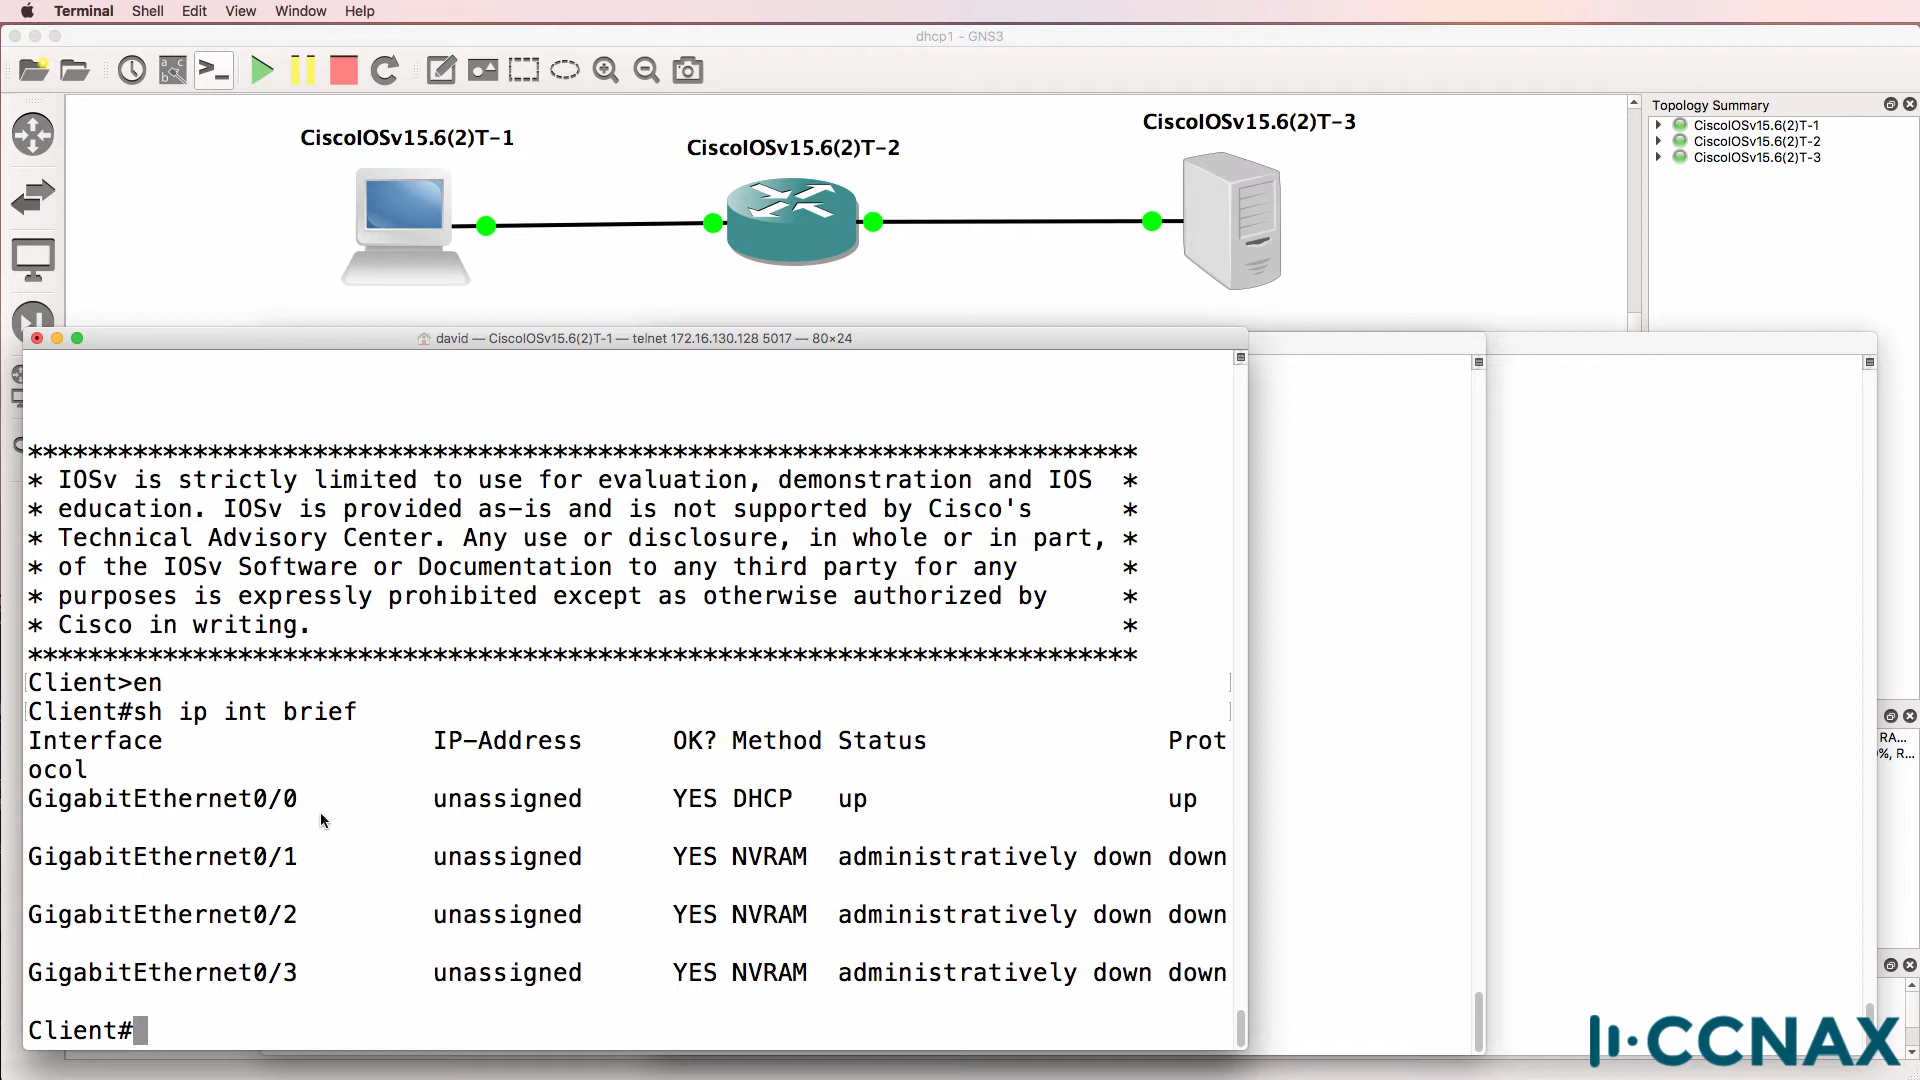 Terminal Shell Edit View Window Help
dhcp1 - GNS3
CiscoIOSv15.6(2)T-1
CiscoIOSv15.6(2)T-2
CiscoIOSv15.6(2)T-3
Topology Summary
CiscoIOSv15.6(2)T-1
CiscoIOSv15.6(2)T-2
CiscoIOSv15.6(2)T-3
david — CiscoIOSv15.6(2)T-1 — telnet 172.16.130.128 5017 — 80×24
**************************************************************************
* IOSv is strictly limited to use for evaluation, demonstration and IOS  *
* education. IOSv is provided as-is and is not supported by Cisco's      *
* Technical Advisory Center. Any use or disclosure, in whole or in part, *
* of the IOSv Software or Documentation to any third party for any       *
* purposes is expressly prohibited except as otherwise authorized by     *
* Cisco in writing.                                                      *
**************************************************************************
Client>en
Client#sh ip int brief
Interface                  IP-Address      OK? Method Status                Prot
ocol
GigabitEthernet0/0         unassigned      YES DHCP   up                    up
GigabitEthernet0/1         unassigned      YES NVRAM  administratively down down
GigabitEthernet0/2         unassigned      YES NVRAM  administratively down down
GigabitEthernet0/3         unassigned      YES NVRAM  administratively down down
Client#
RA...
%, R...
CCNAX